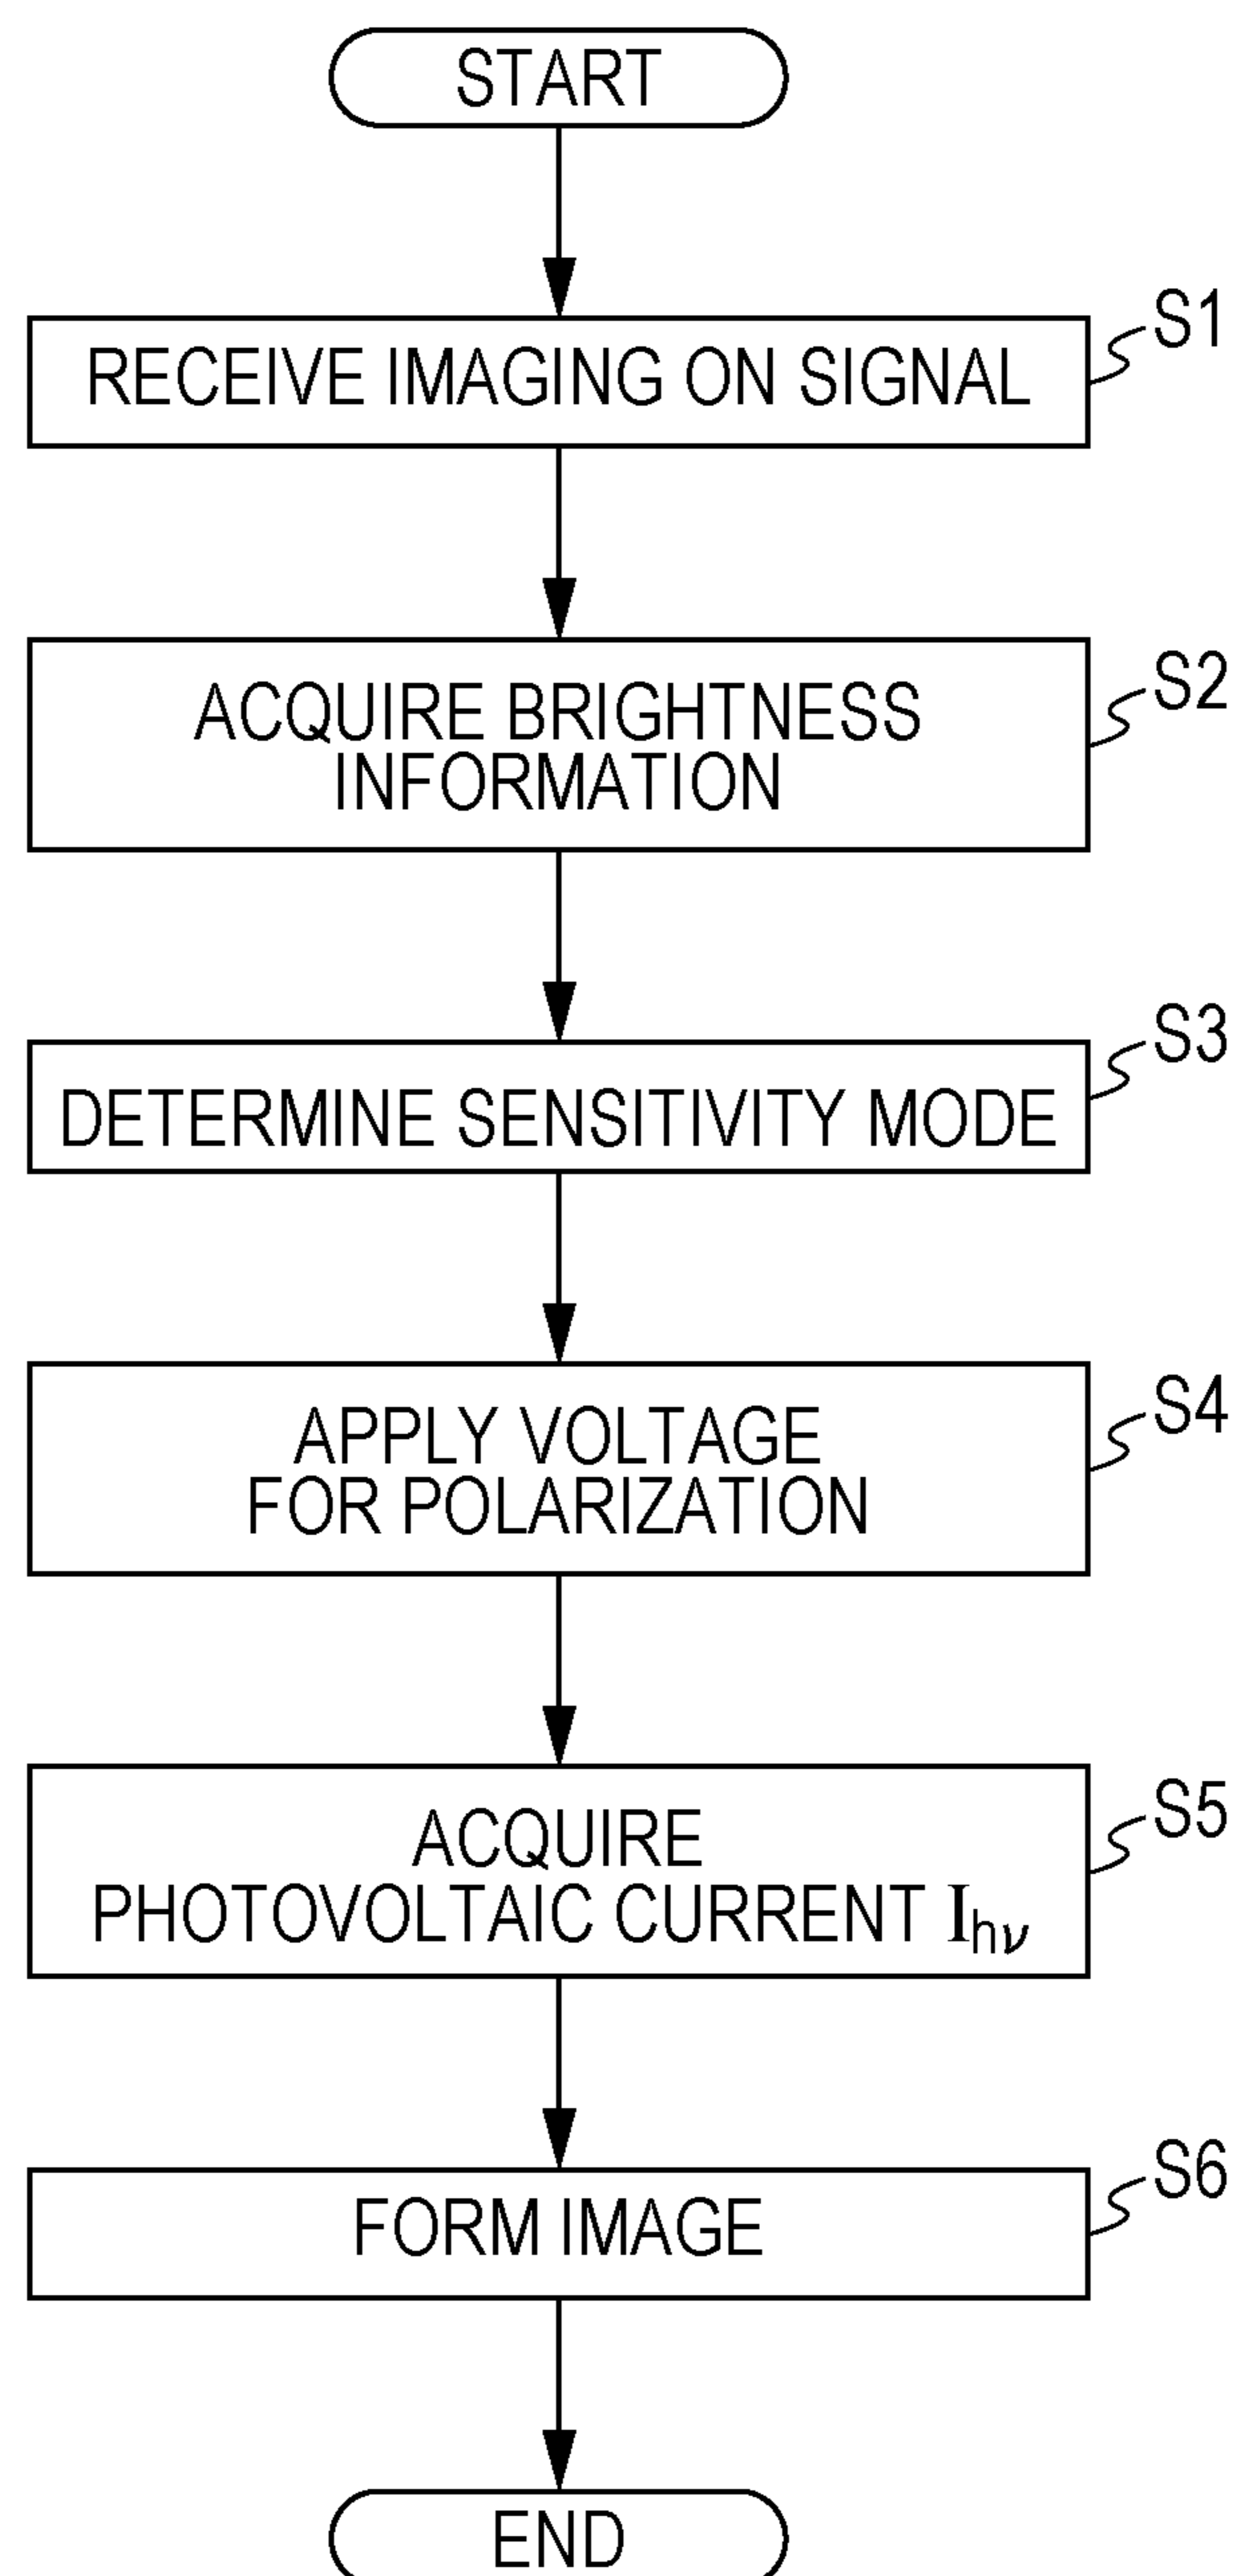 START
RECEIVE IMAGING ON SIGNAL
S1
ACQUIRE BRIGHTNESS
INFORMATION
S2
DETERMINE SENSITIVITY MODE
S3
APPLY VOLTAGE
FOR POLARIZATION
S4
ACQUIRE
PHOTOVOLTAIC CURRENT Ihν
S5
FORM IMAGE
S6
END